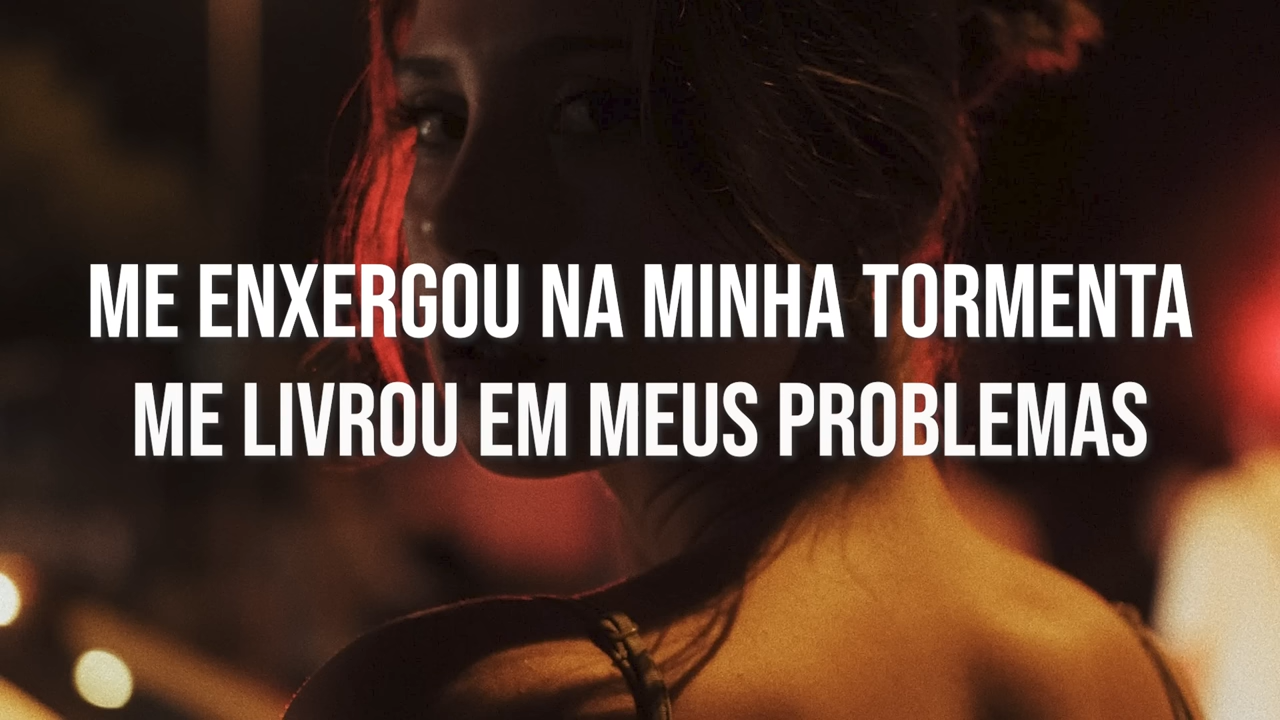 ME ENXERGOU NA MINHA TORMENTA
ME LIVROU EM MEUS PROBLEMAS